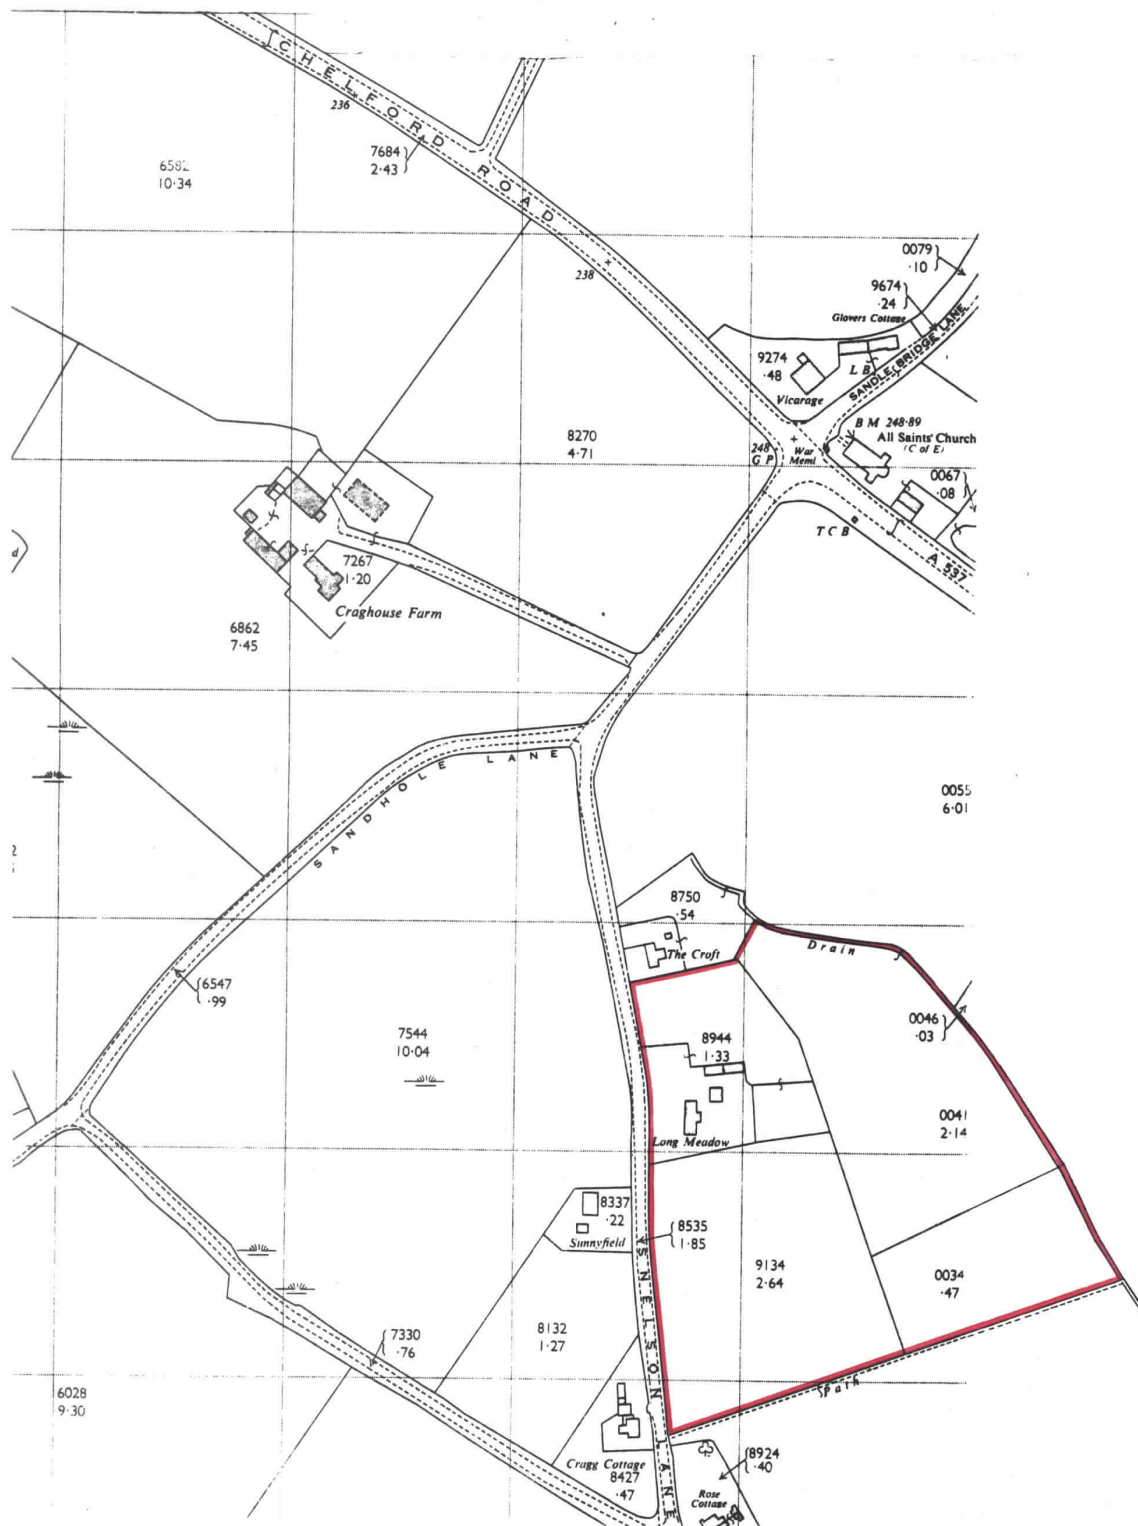 CHELFORD ROAD
236
7684
2·43
6582
10·34
238
0079
·10
9674
·24
Glovers Cottage
SANDLE BRIDGE LANE
9274
·48
L B
Vicarage
B M 248·89
All Saints' Church
(C of E)
248
G P
War
Meml
8270
4·71
0067
·08
T C B
A 537
7267
1·20
Craghouse Farm
6862
7·45
SANDHOLE LANE
0055
6·01
8750
·54
The Croft
Drain
6547
·99
0046
·03
7544
10·04
8944
1·33
0041
2·14
Long Meadow
8337
·22
Sunnyfield
8535
1·85
SNELSON LANE
9134
2·64
0034
·47
8132
1·27
7330
·76
6028
9·30
Path
Cragg Cottage
8427
·47
8924
·40
Rose
Cottage